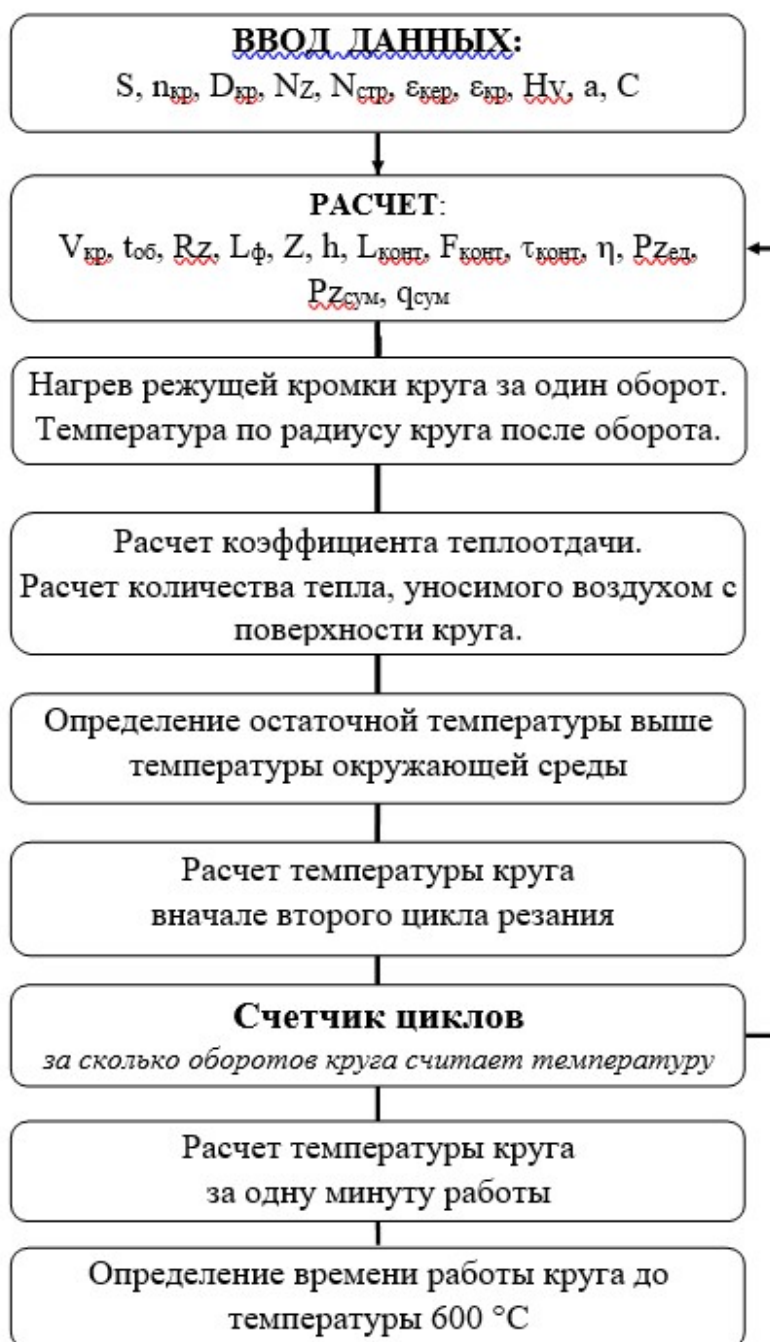 ВВОД ДАННЫХ:
S, nкр, Dкр, Nz, Nстр, εкер, εкр, Hv, a, C
РАСЧЕТ:
Vкр, tоб, Rz, Lф, Z, h, Lконт, Fконт, τконт, η, Pzед,
Pzсум, qсум
Нагрев режущей кромки круга за один оборот.
Температура по радиусу круга после оборота.
Расчет коэффициента теплоотдачи.
Расчет количества тепла, уносимого воздухом с
поверхности круга.
Определение остаточной температуры выше
температуры окружающей среды
Расчет температуры круга
вначале второго цикла резания
Счетчик циклов
за сколько оборотов круга считает температуру
Расчет температуры круга
за одну минуту работы
Определение времени работы круга до
температуры 600 °C